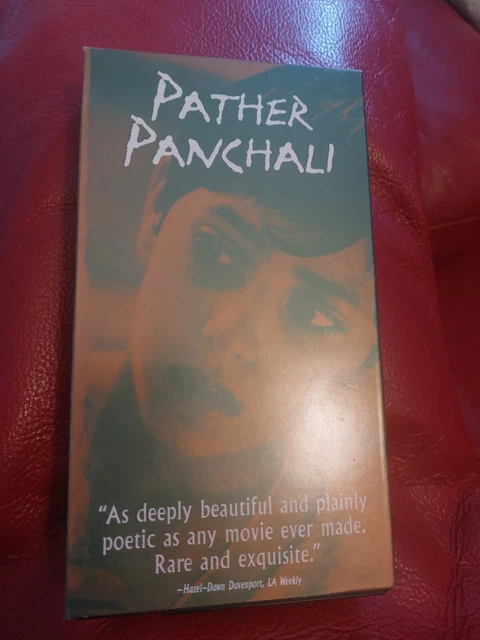 PATHER
PANCHALI
“As deeply beautiful and plainly
poetic as any movie ever made.
Rare and exquisite.”
—Hazel-Dawn Davenport, LA Weekly